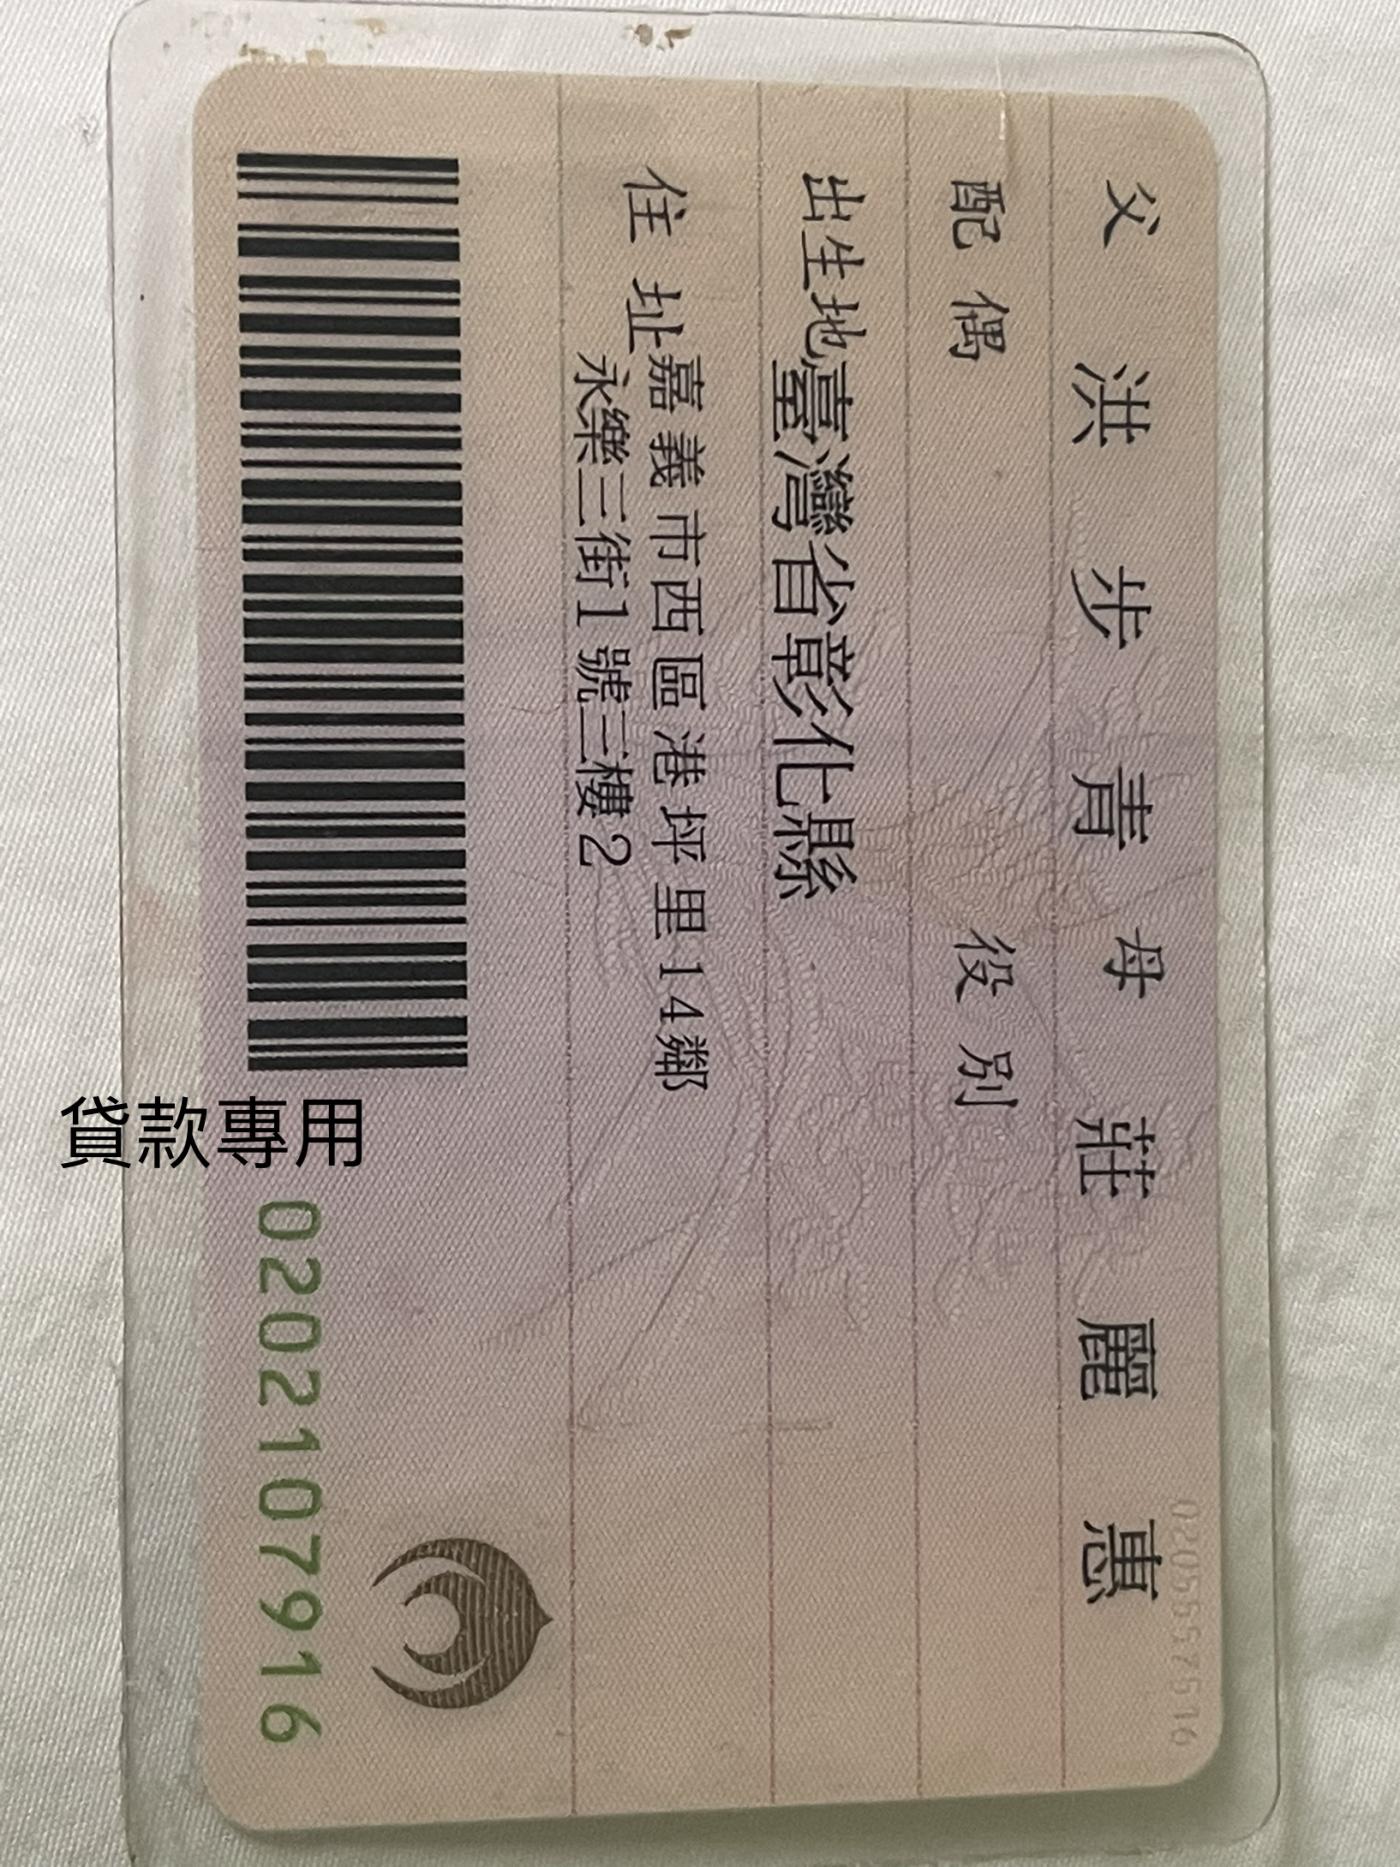 父 洪步青 母 莊麗惠
配偶 役別
出生地 臺灣省彰化縣
住址 嘉義市西區港坪里14鄰
永樂三街1號三樓2
0202107916
貸款專用